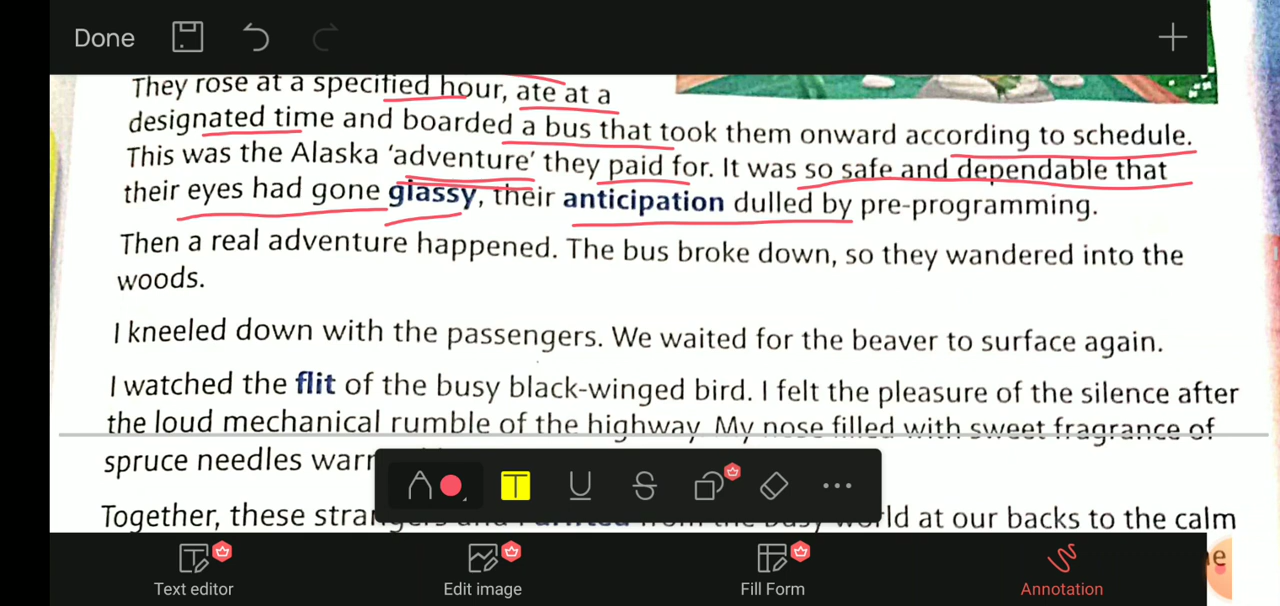 Done
They rose at a specified hour, ate at a
designated time and boarded a bus that took them onward according to schedule.
This was the Alaska ‘adventure’ they paid for. It was so safe and dependable that
their eyes had gone glassy, their anticipation dulled by pre-programming.
Then a real adventure happened. The bus broke down, so they wandered into the
woods.
I kneeled down with the passengers. We waited for the beaver to surface again.
I watched the flit of the busy black-winged bird. I felt the pleasure of the silence after
the loud mechanical rumble of the highway. My nose filled with sweet fragrance of
spruce needles
T
Together, these strangers and I drifted from the busy world at our backs to the calm
Text editor
Edit image
Fill Form
Annotation